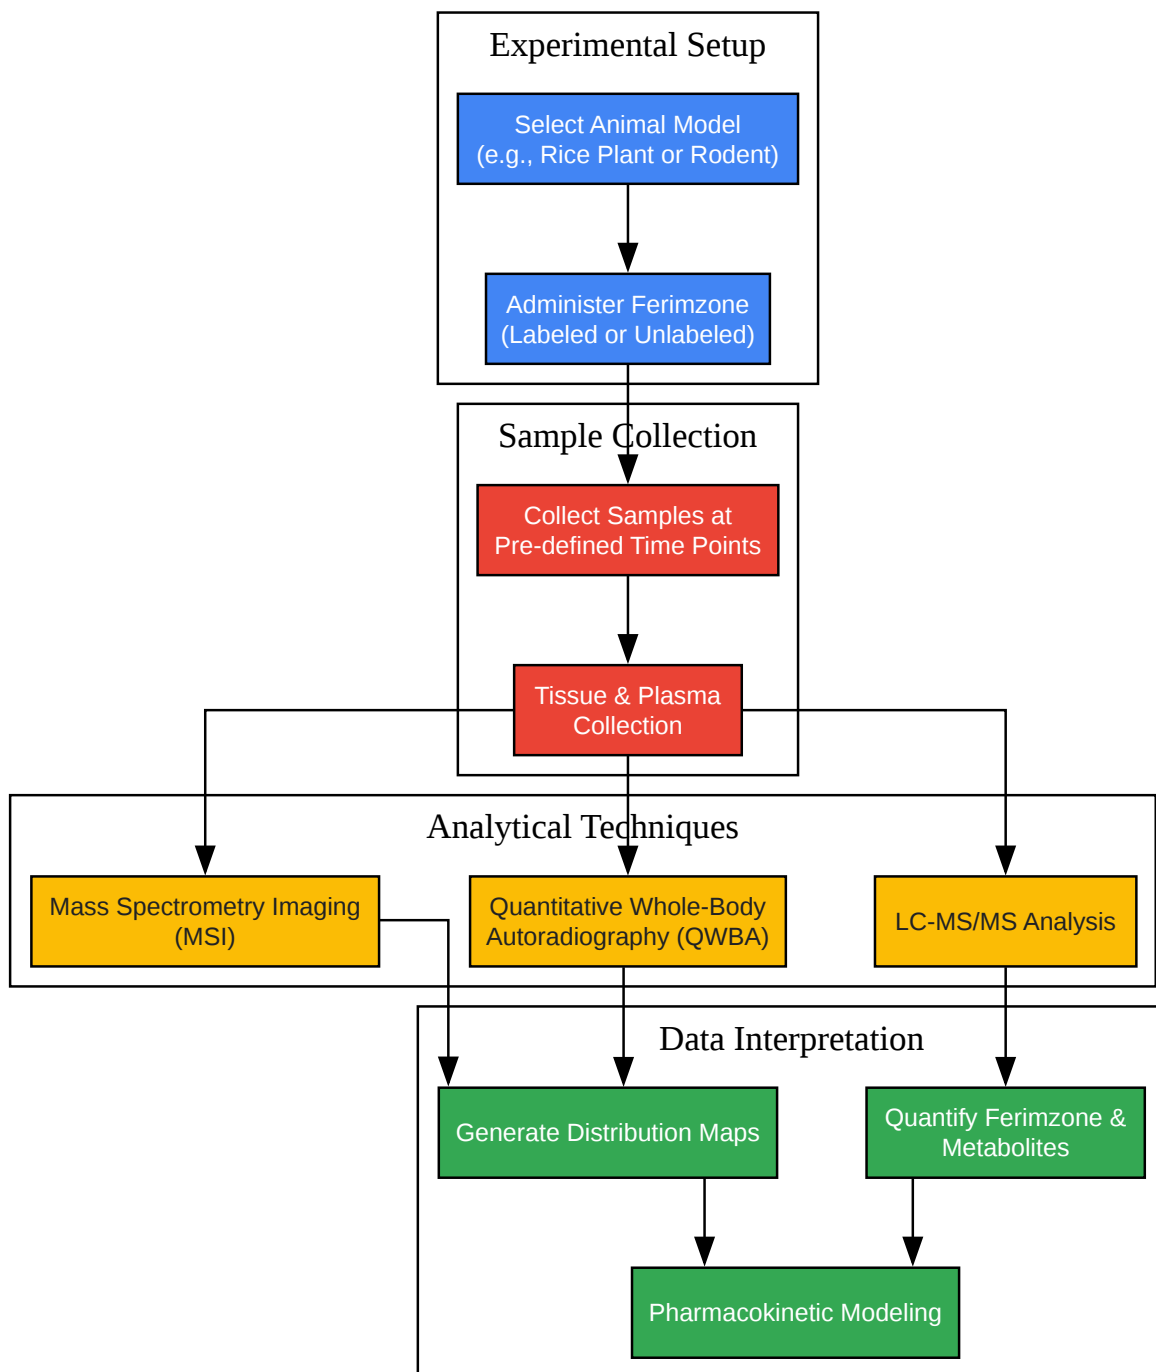 Experimental Setup
Select Animal Model
(e.g., Rice Plant or Rodent)
Administer Ferimzone
(Labeled or Unlabeled)
Sample Collection
Collect Samples at
Pre-defined Time Points
Tissue & Plasma
Collection
Analytical Techniques
Mass Spectrometry Imaging
(MSI)
Quantitative Whole-Body
Autoradiography (QWBA)
LC-MS/MS Analysis
Data Interpretation
Generate Distribution Maps
Quantify Ferimzone &
Metabolites
Pharmacokinetic Modeling